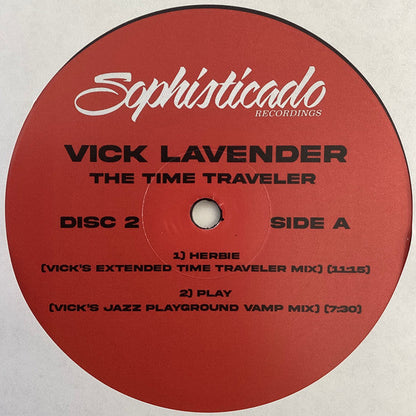 Sophisticado
RECORDINGS
VICK LAVENDER
THE TIME TRAVELER
DISC 2 SIDE A
1) HERBIE
(VICK'S EXTENDED TIME TRAVELER MIX) (11:15)
2) PLAY
(VICK'S JAZZ PLAYGROUND VAMP MIX) (7:30)